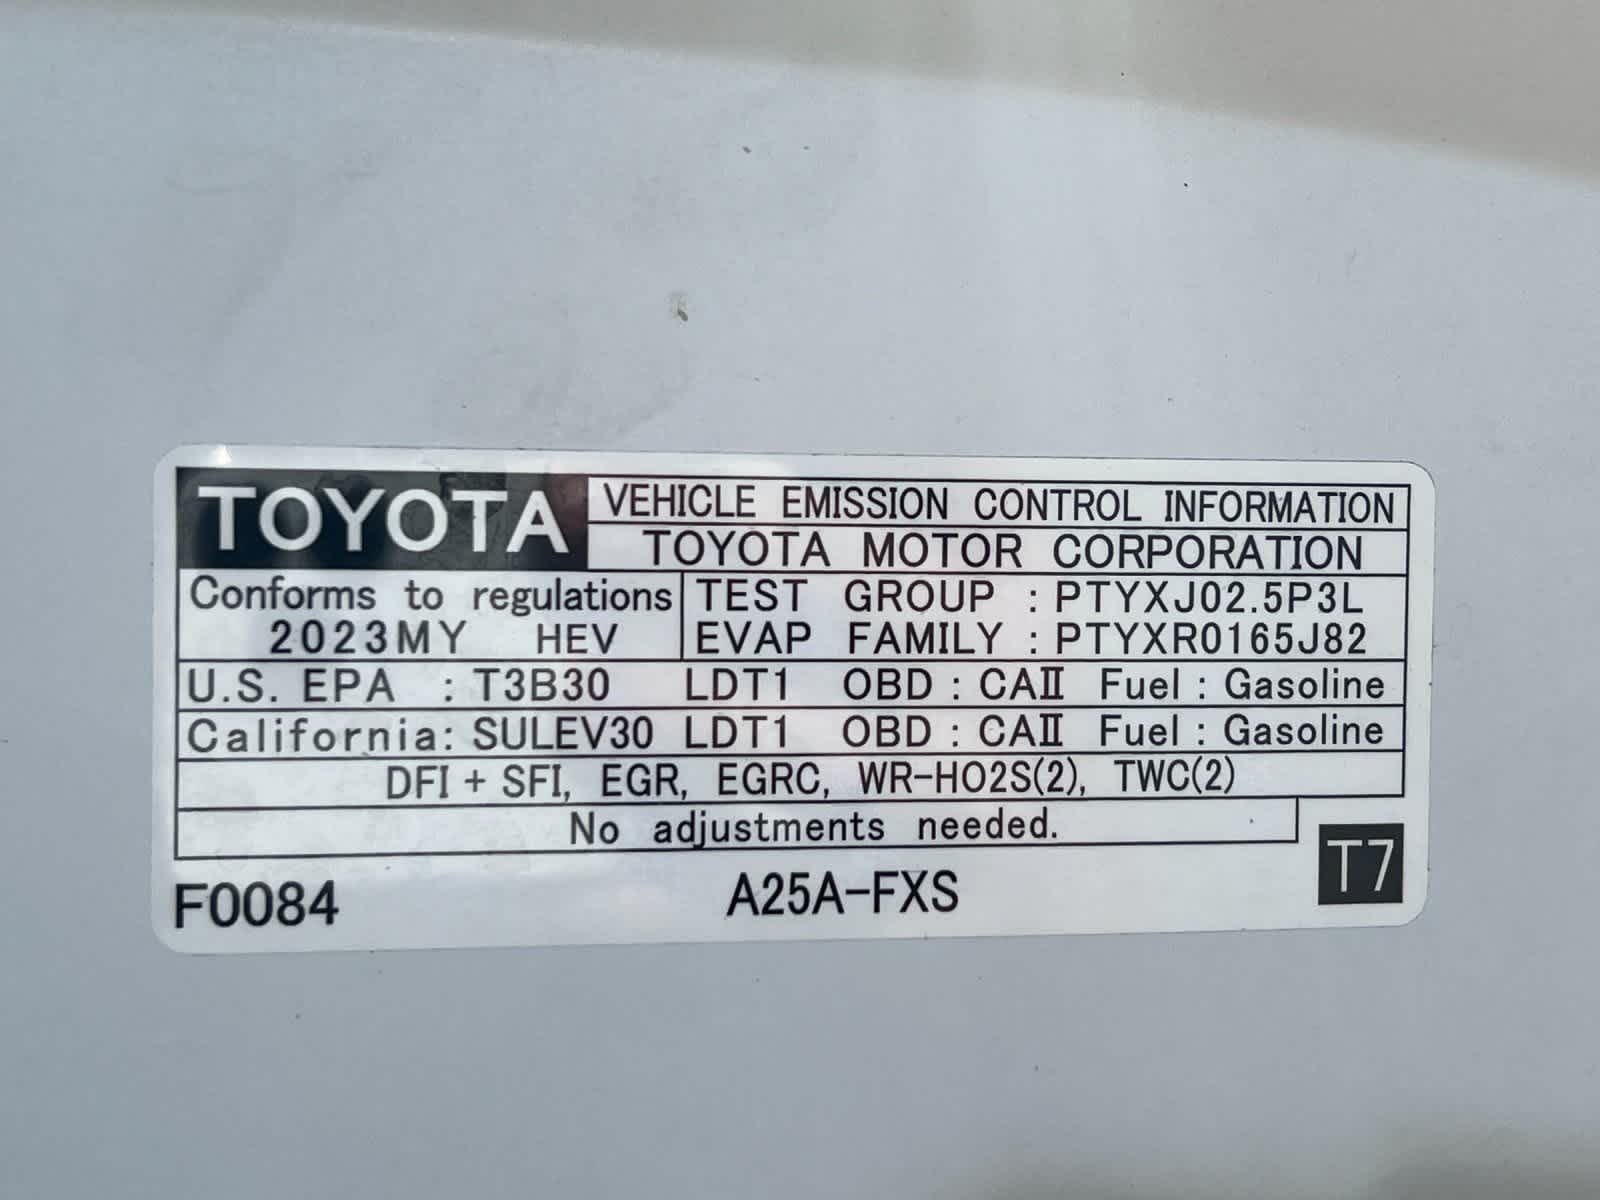 TOYOTA
VEHICLE EMISSION CONTROL INFORMATION
TOYOTA MOTOR CORPORATION
Conforms to regulations
2023MY HEV
TEST GROUP : PTYXJ02.5P3L
EVAP FAMILY : PTYXR0165J82
U.S. EPA : T3B30 LDT1 OBD : CAⅡ Fuel : Gasoline
California: SULEV30 LDT1 OBD : CAⅡ Fuel : Gasoline
DFI + SFI, EGR, EGRC, WR-HO2S(2), TWC(2)
No adjustments needed.
T7
F0084 A25A-FXS